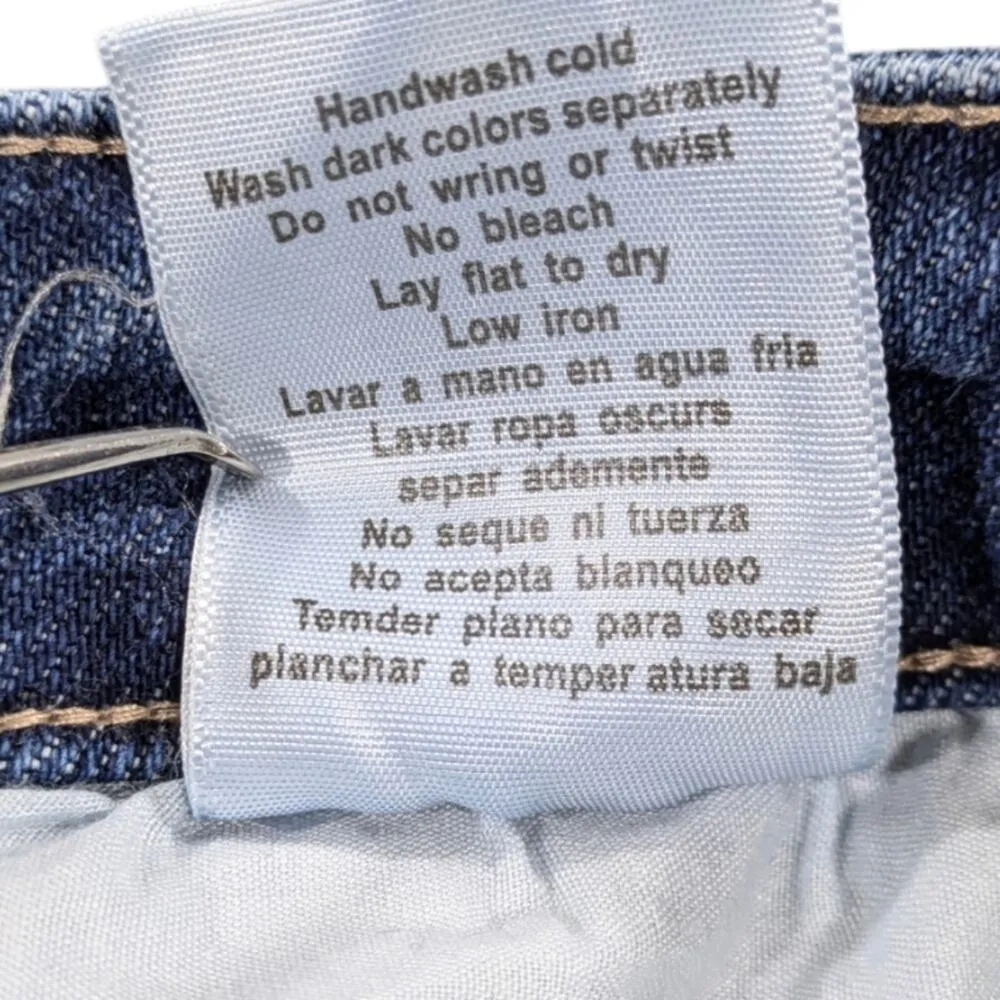 Handwash cold
Wash dark colors separately
Do not wring or twist
No bleach
Lay flat to dry
Low iron
Lavar a mano en agua fria
Lavar ropa oscurs
separ ademente
No seque ni tuerza
No acepta blanqueo
Temder plano para secar
planchar a temper atura baja